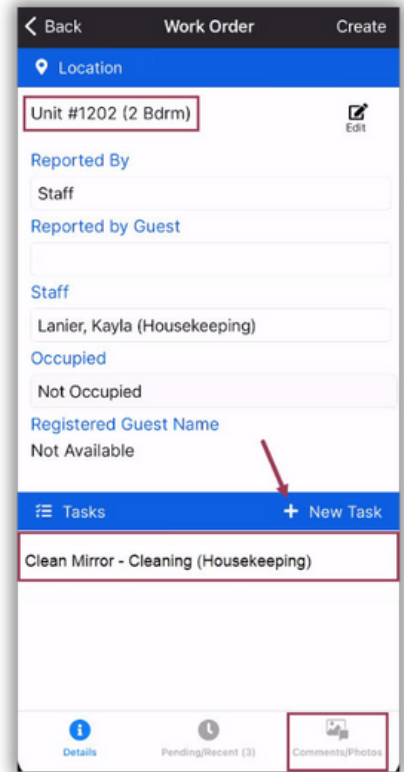 Back Work Order Create
Location
Unit #1202 (2 Bdrm)
Edit
Reported By
Staff
Reported by Guest
Staff
Lanier, Kayla (Housekeeping)
Occupied
Not Occupied
Registered Guest Name
Not Available
Tasks + New Task
Clean Mirror - Cleaning (Housekeeping)
Details Pending/Recent (3) Comments/Photos